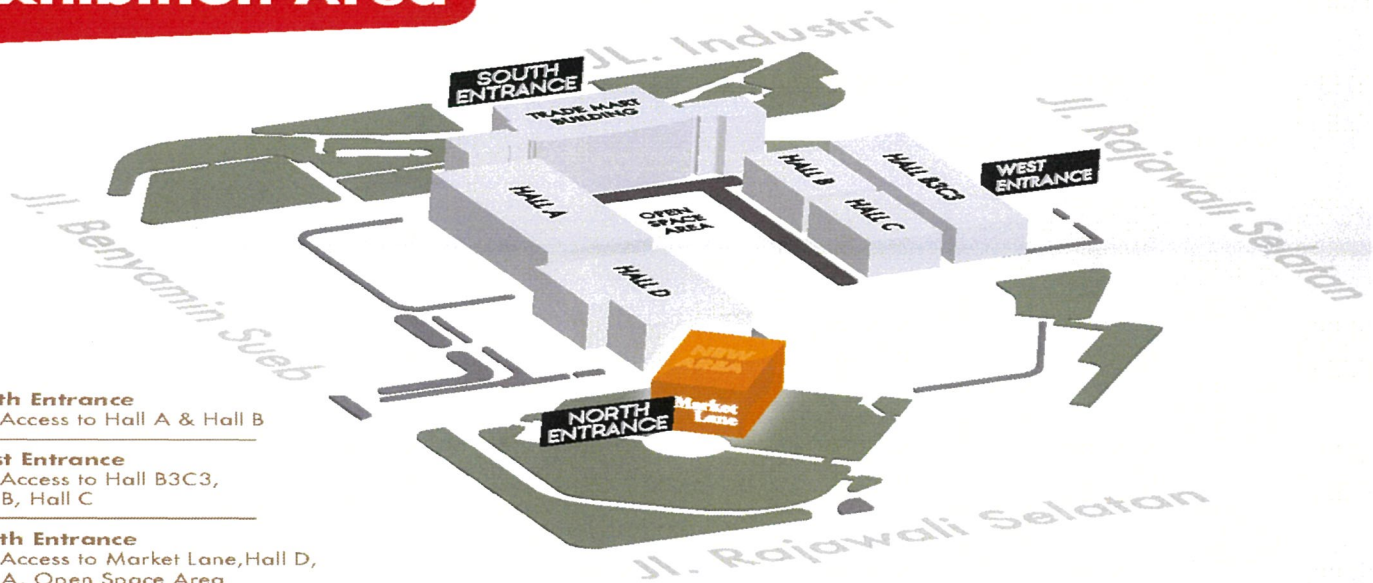 Exhibition Area
JL. Industri
SOUTH
ENTRANCE
TRADE MART
BUILDING
Jl. Rajawali Selatan
HALL B
HALL B3C3
WEST
ENTRANCE
HALL A
HALL C
OPEN
SPACE
AREA
Jl. Benyamin Sueb
HALL D
NEW
AREA
Market
Lane
NORTH
ENTRANCE
th Entrance
Access to Hall A & Hall B
st Entrance
Access to Hall B3C3,
B, Hall C
th Entrance
Access to Market Lane,Hall D,
A, Open Space Area
Jl. Rajawali Selatan